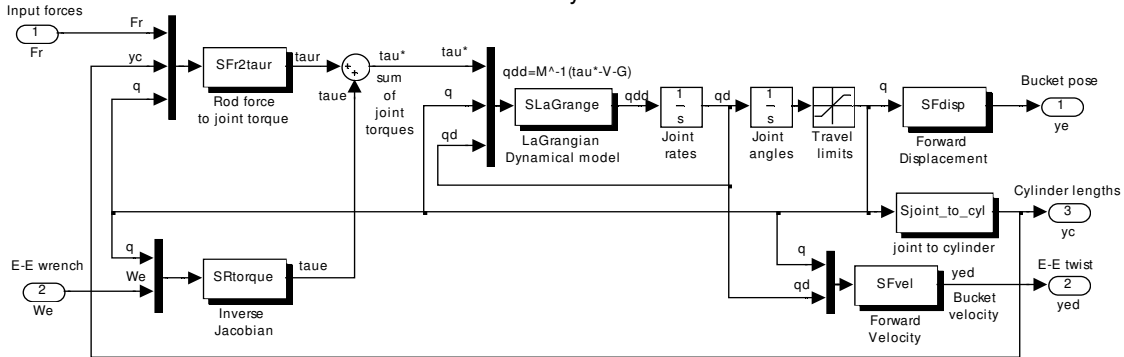 Input forces
1
Fr
Fr
yc
q
SFr2taur
Rod force
to joint torque
taur
+
+
taue
tau*
sum
of
joint
torques
tau*
q
qd
qdd=M^-1(tau*-V-G)
SLaGrange
LaGrangian
Dynamical model
qdd
1
s
Joint
rates
qd
1
s
Joint
angles
Travel
limits
q
SFdisp
Forward
Displacement
Bucket pose
1
ye
Sjoint_to_cyl
joint to cylinder
Cylinder lengths
3
yc
E-E wrench
2
We
q
We
SRtorque
Inverse
Jacobian
taue
q
qd
SFvel
Forward
Velocity
yed
Bucket
velocity
E-E twist
2
yed